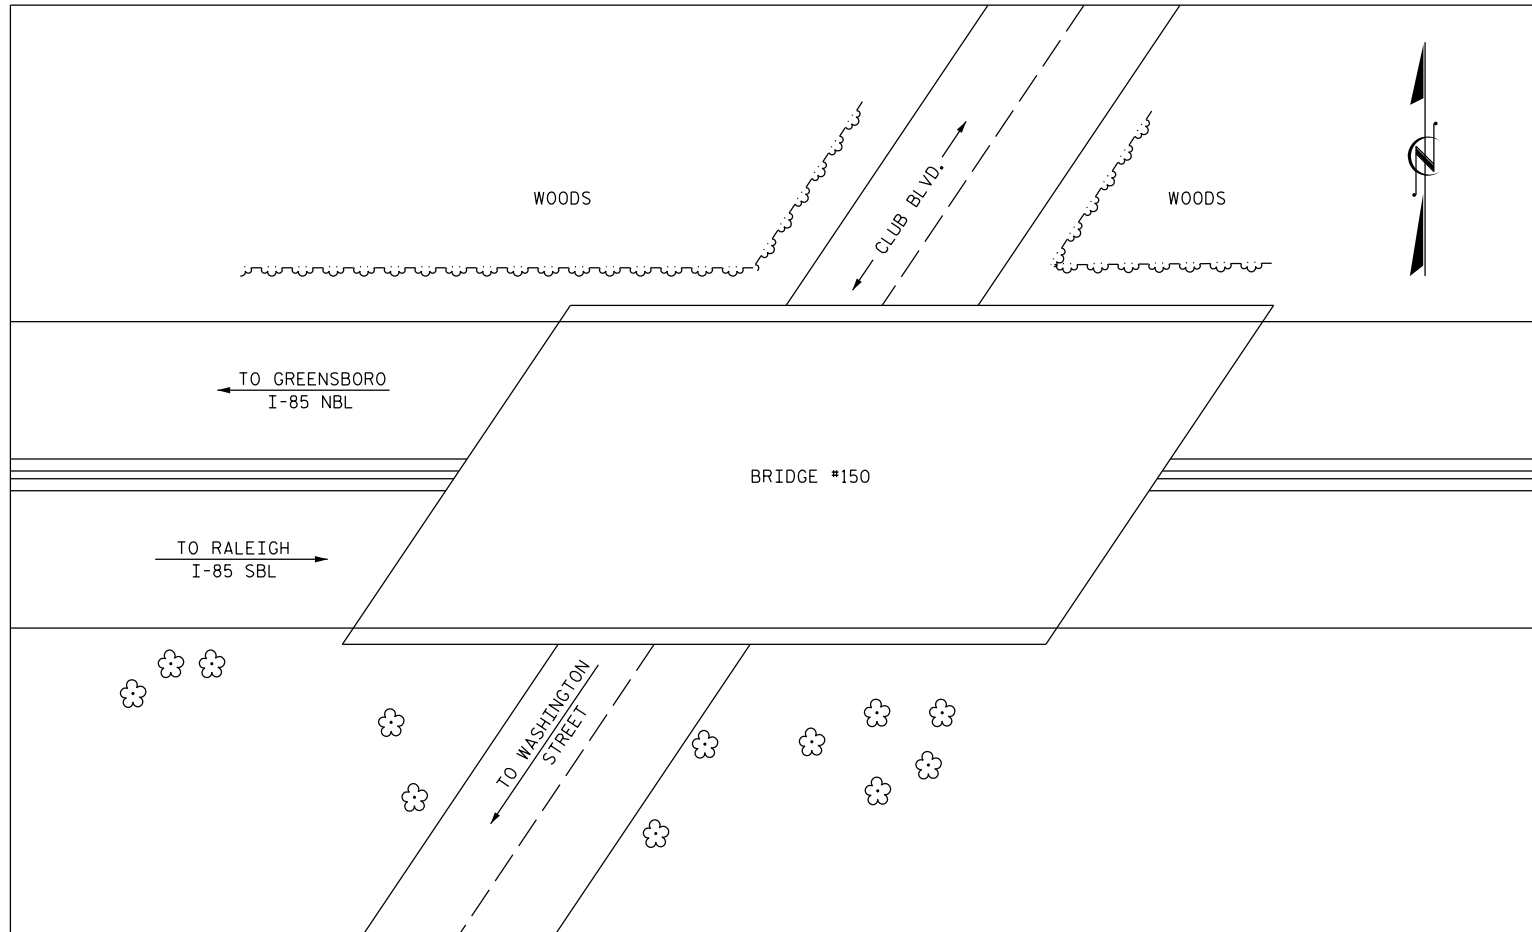 CLUB BLVD.
WOODS
WOODS
N
TO GREENSBORO
I-85 NBL
BRIDGE #150
TO RALEIGH
I-85 SBL
TO WASHINGTON
STREET